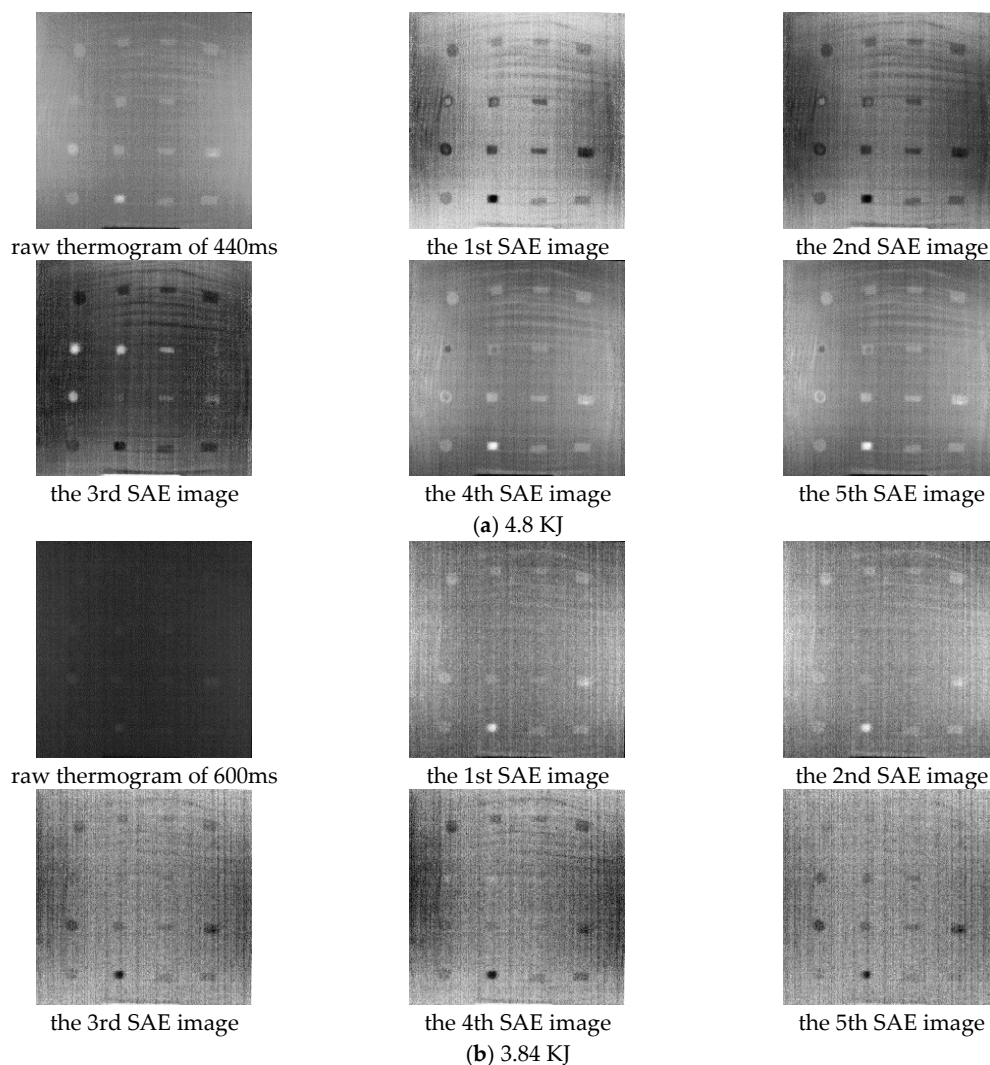 raw thermogram of 440ms
the 1st SAE image
the 2nd SAE image
the 3rd SAE image
the 4th SAE image
the 5th SAE image
(a) 4.8 KJ
raw thermogram of 600ms
the 1st SAE image
the 2nd SAE image
the 3rd SAE image
the 4th SAE image
the 5th SAE image
(b) 3.84 KJ